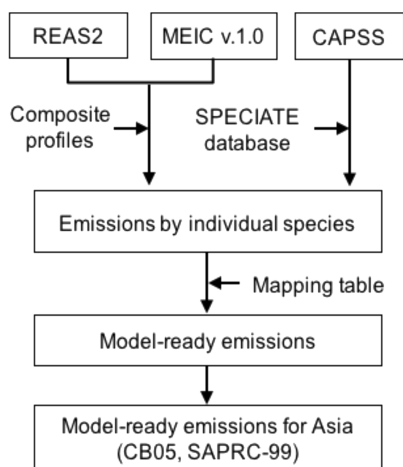 REAS2
MEIC v.1.0
CAPSS
Composite
profiles
SPECIATE
database
Emissions by individual species
Mapping table
Model-ready emissions
Model-ready emissions for Asia
(CB05, SAPRC-99)